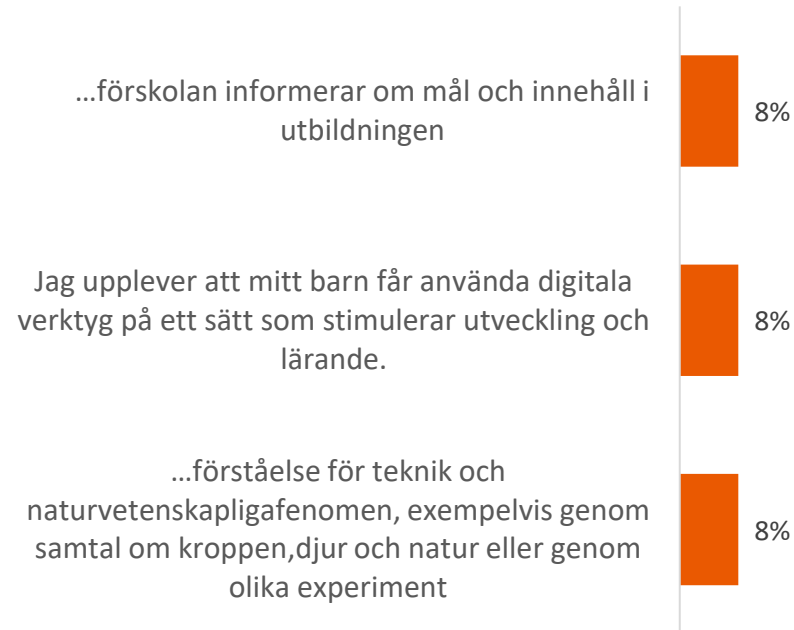 …förskolan informerar om mål och innehåll i
utbildningen
8%
Jag upplever att mitt barn får använda digitala
verktyg på ett sätt som stimulerar utveckling och
lärande.
8%
…förståelse för teknik och
naturvetenskapligafenomen, exempelvis genom
samtal om kroppen,djur och natur eller genom
olika experiment
8%